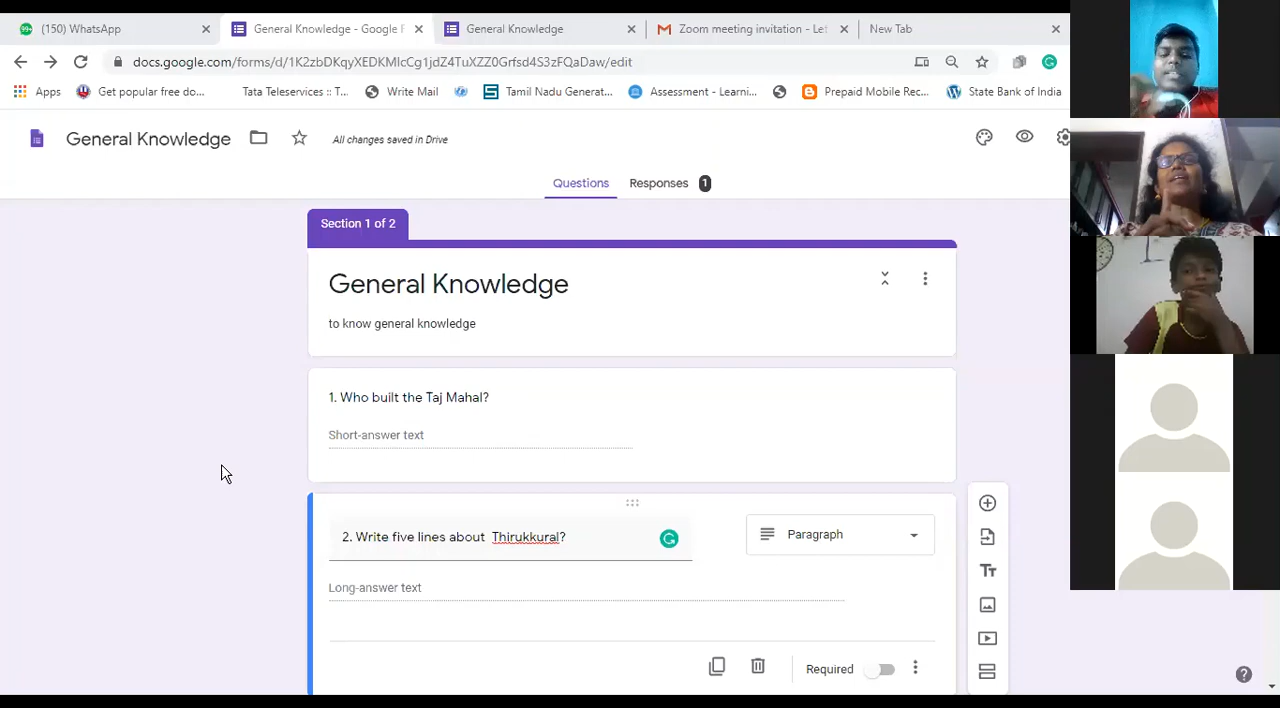 99+ (150) WhatsApp
General Knowledge - Google F
General Knowledge
Zoom meeting invitation - Let
New Tab
docs.google.com/forms/d/1K2zbDKqyXEDKMIcCg1jdZ4TUXZZ0Grfsd4S3zFQaDaw/edit
Apps Get popular free do... Tata Teleservices :: T... Write Mail Tamil Nadu Generat... Assessment - Learni... Prepaid Mobile Rec... State Bank of India
General Knowledge
All changes saved in Drive
Questions Responses 1
Section 1 of 2
General Knowledge
to know general knowledge
1. Who built the Taj Mahal?
Short-answer text
2. Write five lines about Thirukkural?
Paragraph
Long-answer text
Required